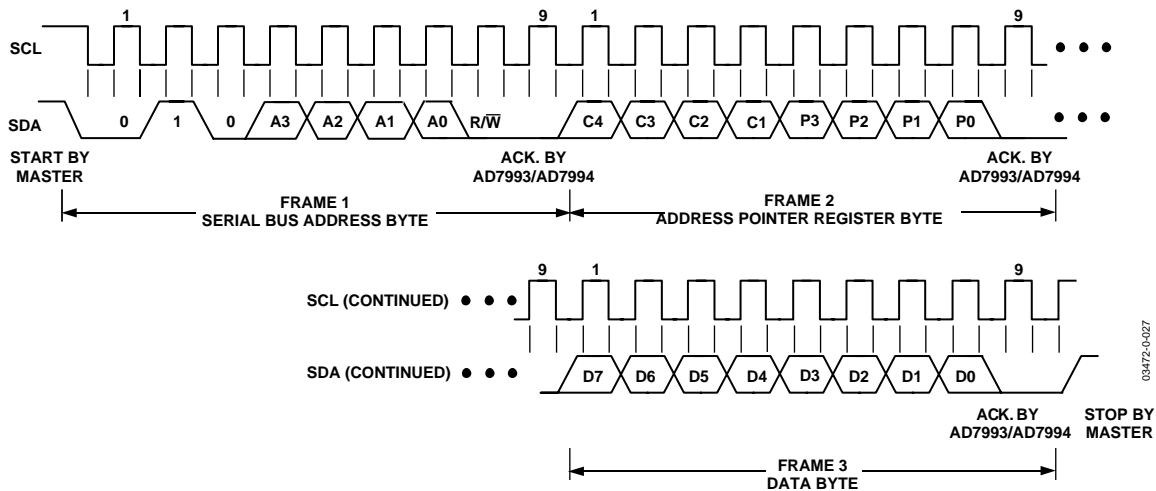 1 9 1 9
SCL
SDA 0 1 0 A3 A2 A1 A0 R/W̅ C4 C3 C2 C1 P3 P2 P1 P0
START BY
MASTER
ACK. BY
AD7993/AD7994
ACK. BY
AD7993/AD7994
FRAME 1
SERIAL BUS ADDRESS BYTE
FRAME 2
ADDRESS POINTER REGISTER BYTE
9 1 9
SCL (CONTINUED)
SDA (CONTINUED) D7 D6 D5 D4 D3 D2 D1 D0
ACK. BY
AD7993/AD7994
STOP BY
MASTER
FRAME 3
DATA BYTE
03472-0-027